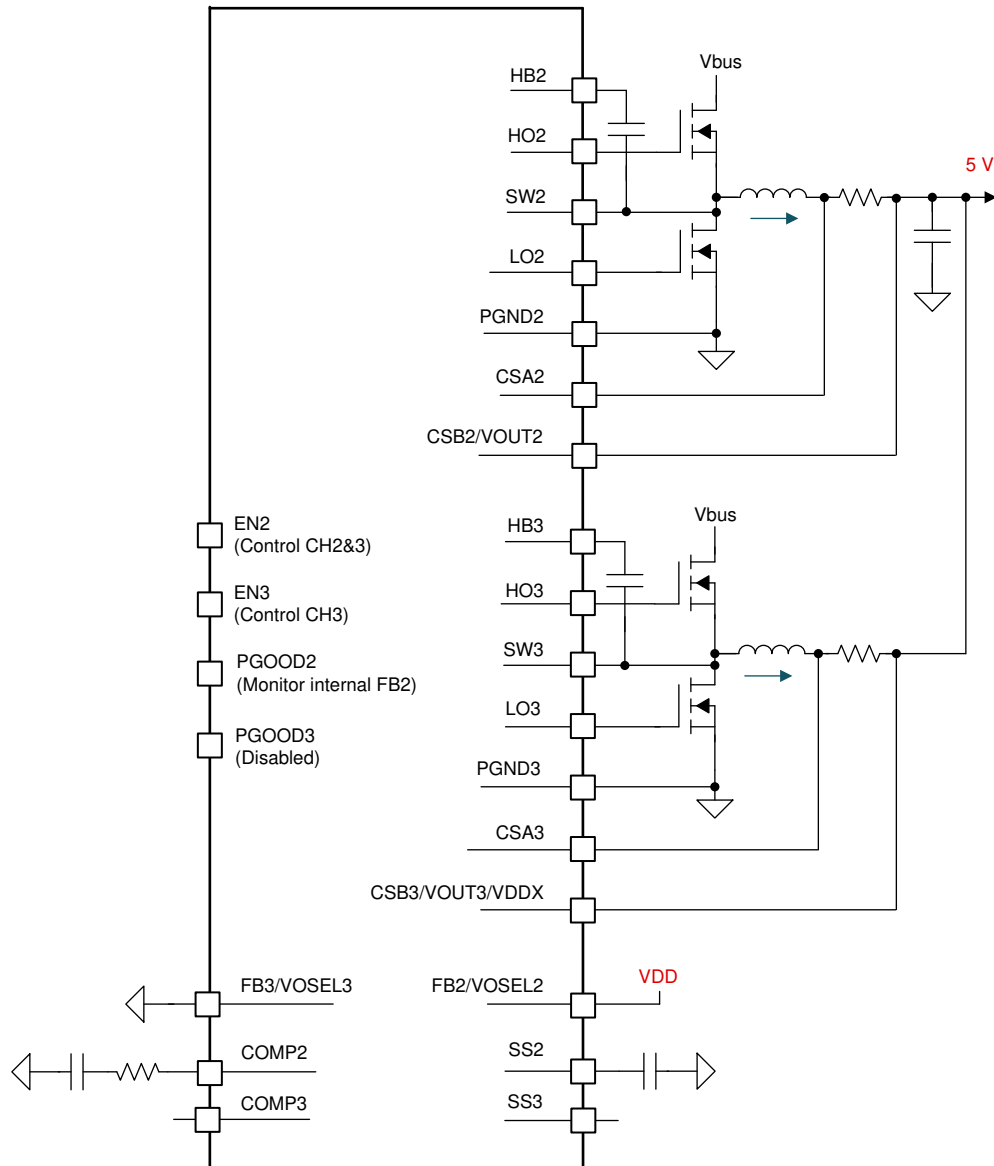 Vbus
HB2
HO2
5 V
SW2
LO2
PGND2
CSA2
CSB2/VOUT2
EN2
(Control CH2&3)
EN3
(Control CH3)
PGOOD2
(Monitor internal FB2)
PGOOD3
(Disabled)
Vbus
HB3
HO3
SW3
LO3
PGND3
CSA3
CSB3/VOUT3/VDDX
FB3/VOSEL3
FB2/VOSEL2
VDD
COMP2
SS2
COMP3
SS3